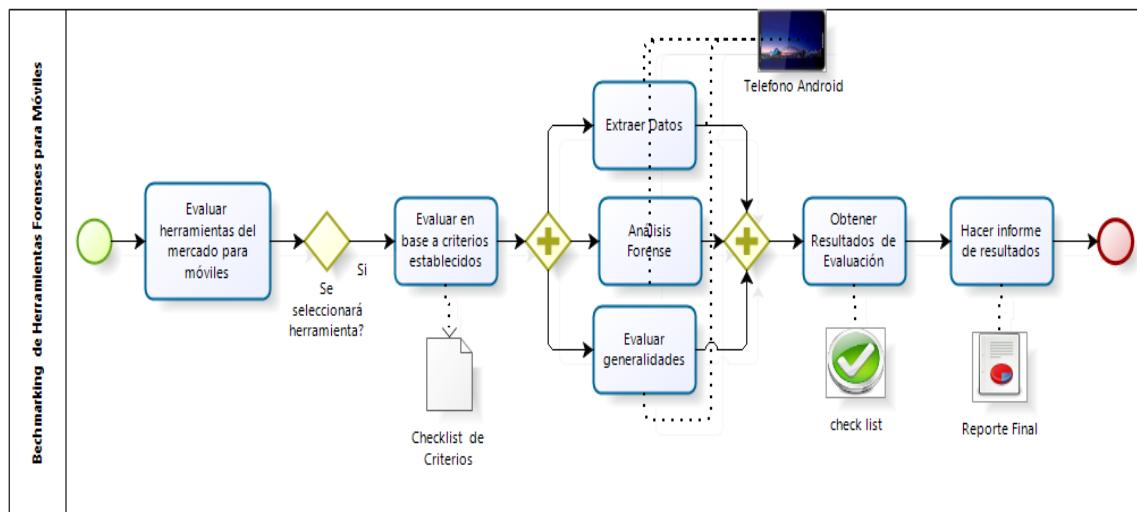 Bechmarking de Herramientas Forenses para Móviles
Evaluar
herramientas del
mercado para
móviles
Se
seleccionará
herramienta?
Si
Evaluar en
base a criterios
establecidos
Checklist de
Criterios
Extraer Datos
Análisis
Forense
Evaluar
generalidades
Telefono Android
Obtener
Resultados de
Evaluación
check list
Hacer informe
de resultados
Reporte Final